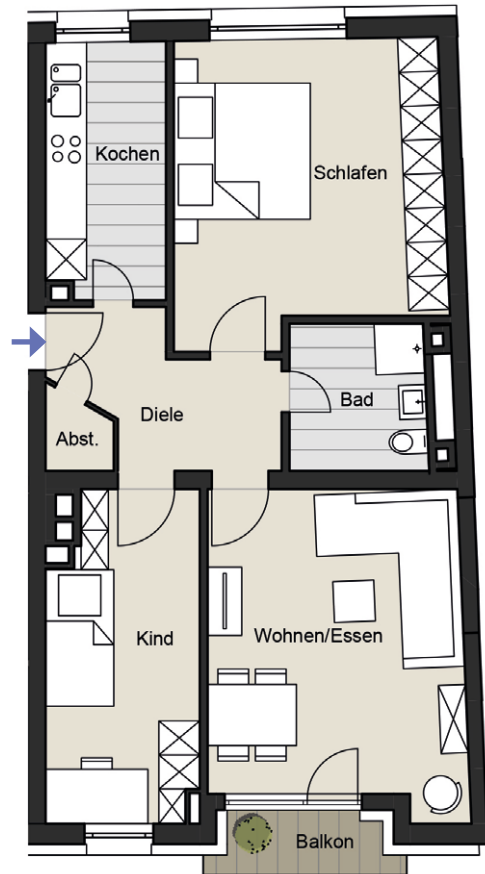 Kochen
Schlafen
Bad
Diele
Abst.
Kind
Wohnen/Essen
Balkon